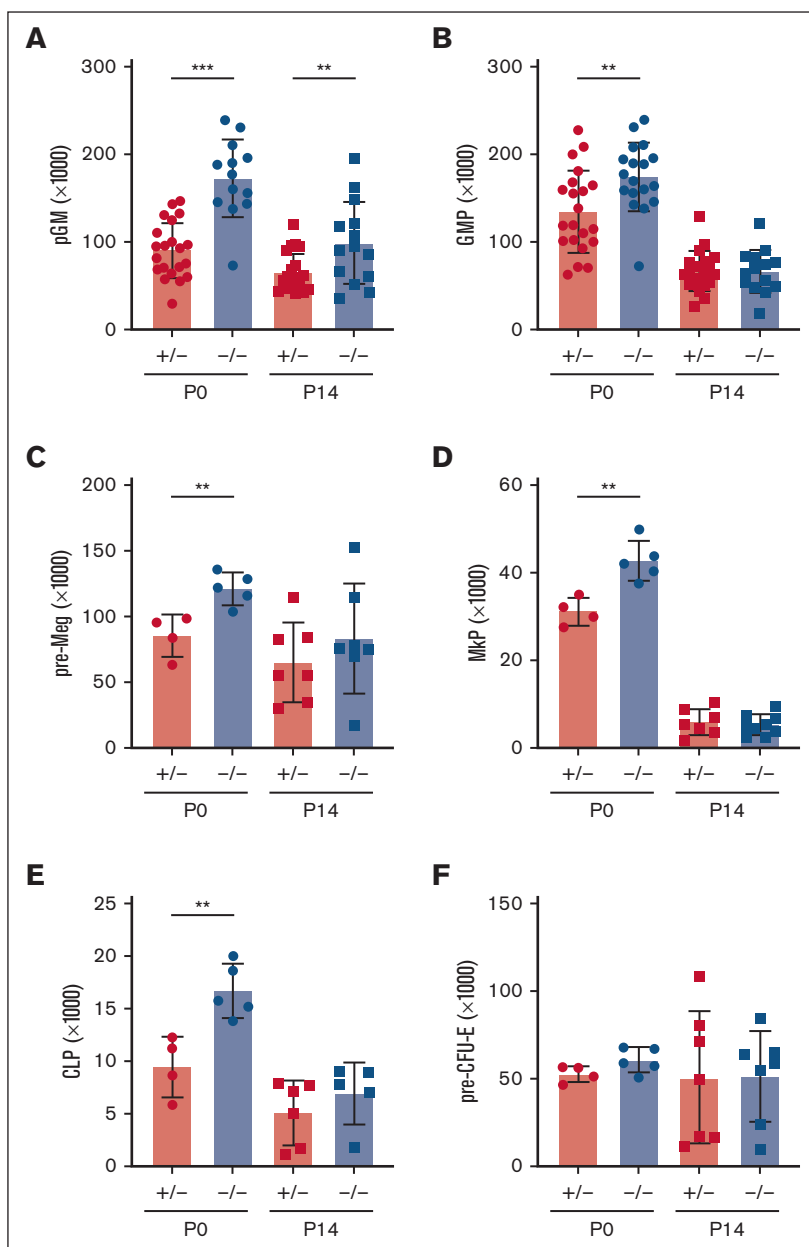 A
pGM (×1000)
300
200
100
0
***
**
+/− −/− +/− −/−
P0 P14
B
GMP (×1000)
300
200
100
0
**
+/− −/− +/− −/−
P0 P14
C
pre-Meg (×1000)
200
150
100
50
0
**
+/− −/− +/− −/−
P0 P14
D
MkP (×1000)
60
40
20
0
**
+/− −/− +/− −/−
P0 P14
E
CLP (×1000)
25
20
15
10
5
0
**
+/− −/− +/− −/−
P0 P14
F
pre-CFU-E (×1000)
150
100
50
0
+/− −/− +/− −/−
P0 P14